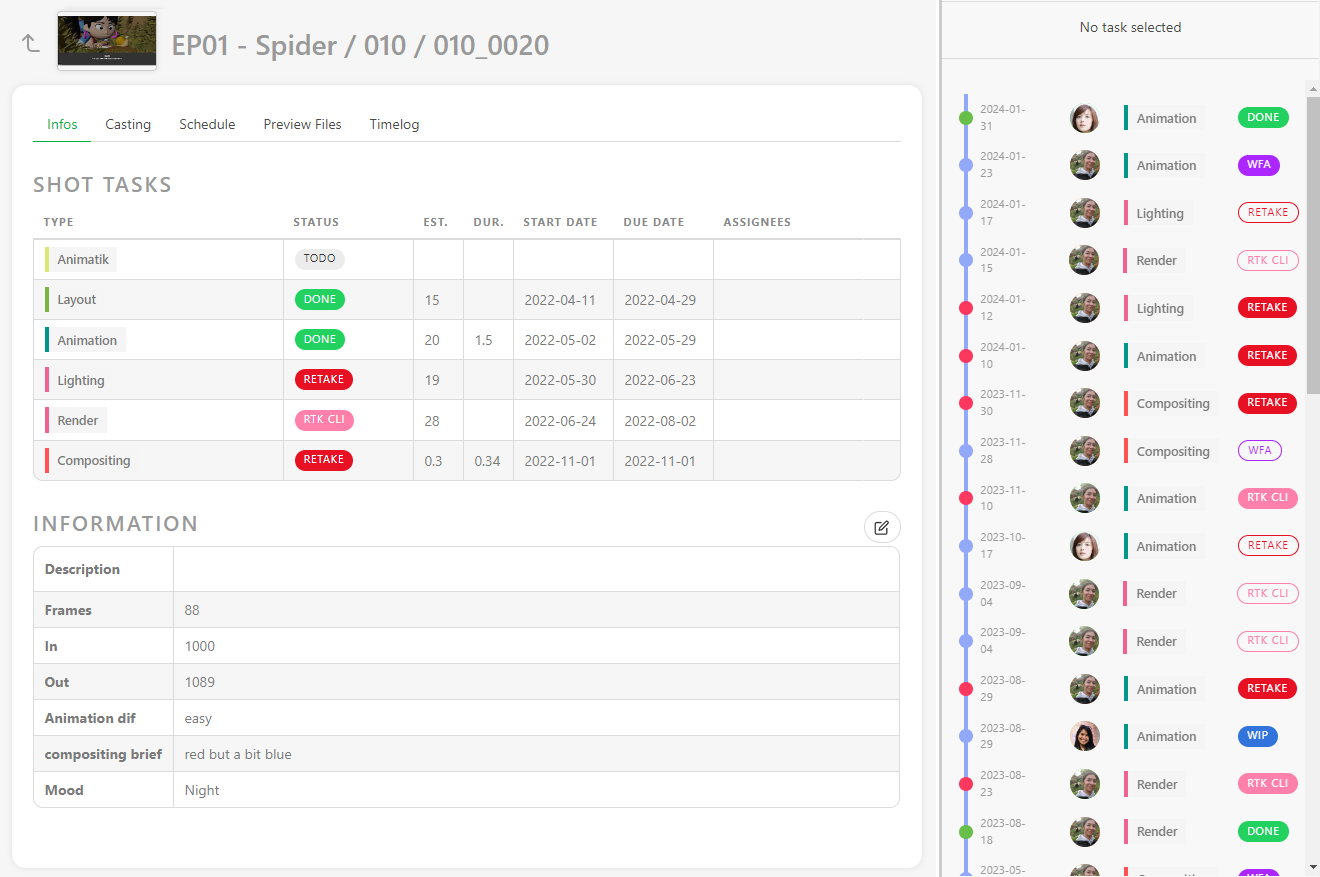 EP01 - Spider / 010 / 010_0020
Infos Casting Schedule Preview Files Timelog
SHOT TASKS
TYPE STATUS EST. DUR. START DATE DUE DATE ASSIGNEES
Animatik TODO
Layout DONE 15 2022-04-11 2022-04-29
Animation DONE 20 1.5 2022-05-02 2022-05-29
Lighting RETAKE 19 2022-05-30 2022-06-23
Render RTK CLI 28 2022-06-24 2022-08-02
Compositing RETAKE 0.3 0.34 2022-11-01 2022-11-01
INFORMATION
Description
Frames 88
In 1000
Out 1089
Animation dif easy
compositing brief red but a bit blue
Mood Night
No task selected
2024-01-31 Animation DONE
2024-01-23 Animation WFA
2024-01-17 Lighting RETAKE
2024-01-15 Render RTK CLI
2024-01-12 Lighting RETAKE
2024-01-10 Animation RETAKE
2023-11-30 Compositing RETAKE
2023-11-28 Compositing WFA
2023-11-10 Animation RTK CLI
2023-10-17 Animation RETAKE
2023-09-04 Render RTK CLI
2023-09-04 Render RTK CLI
2023-08-29 Animation RETAKE
2023-08-29 Animation WIP
2023-08-23 Render RTK CLI
2023-08-18 Render DONE
2023-05-